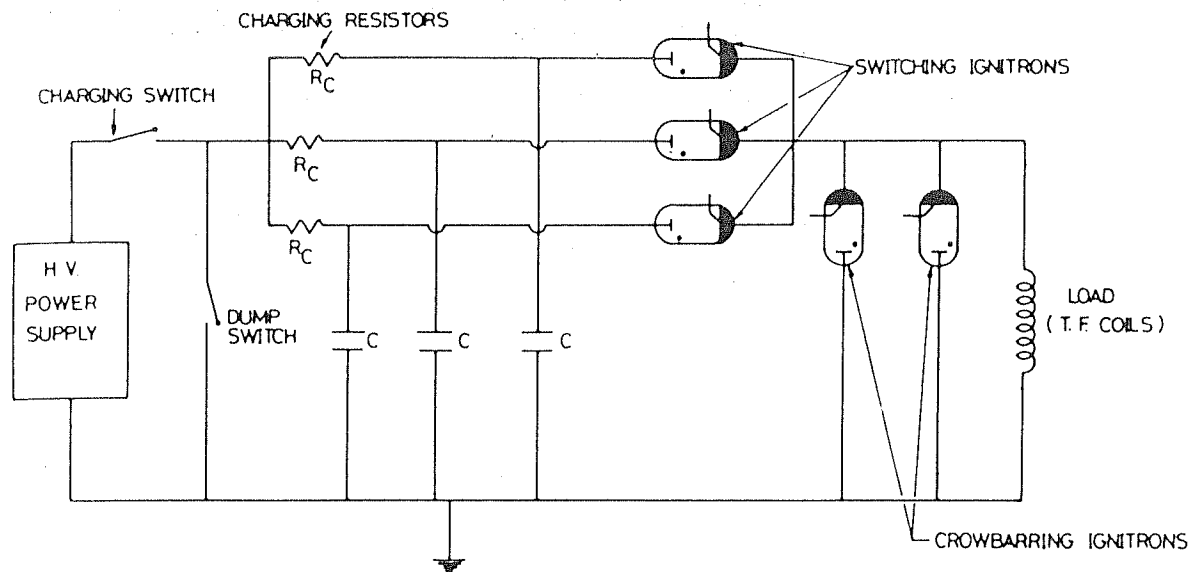 CHARGING RESISTORS
R_C
SWITCHING IGNITRONS
CHARGING SWITCH
R_C
R_C
H V.
POWER
SUPPLY
DUMP
SWITCH
C
C
C
LOAD
( T. F. COILS )
CROWBARRING IGNITRONS